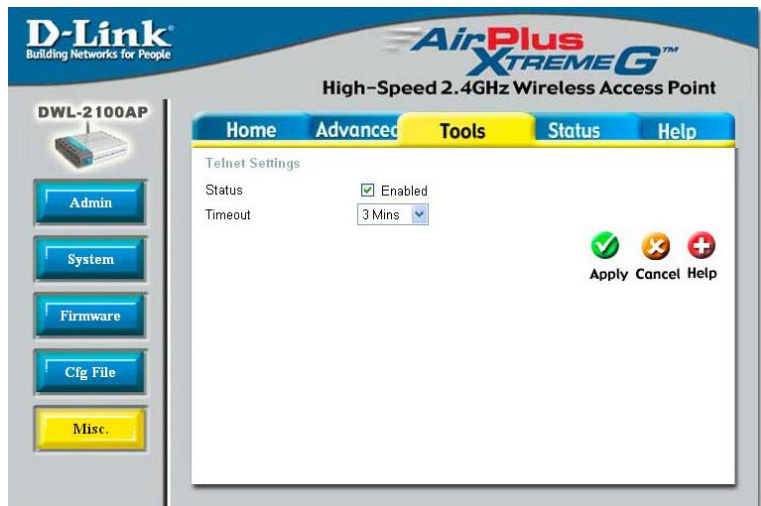 D-Link
Building Networks for People
AirPlus
XTREME G™
High-Speed 2.4GHz Wireless Access Point
DWL-2100AP
Home Advanced Tools Status Help
Admin
System
Firmware
Cfg File
Misc.
Telnet Settings
Status Enabled
Timeout 3 Mins
Apply Cancel Help